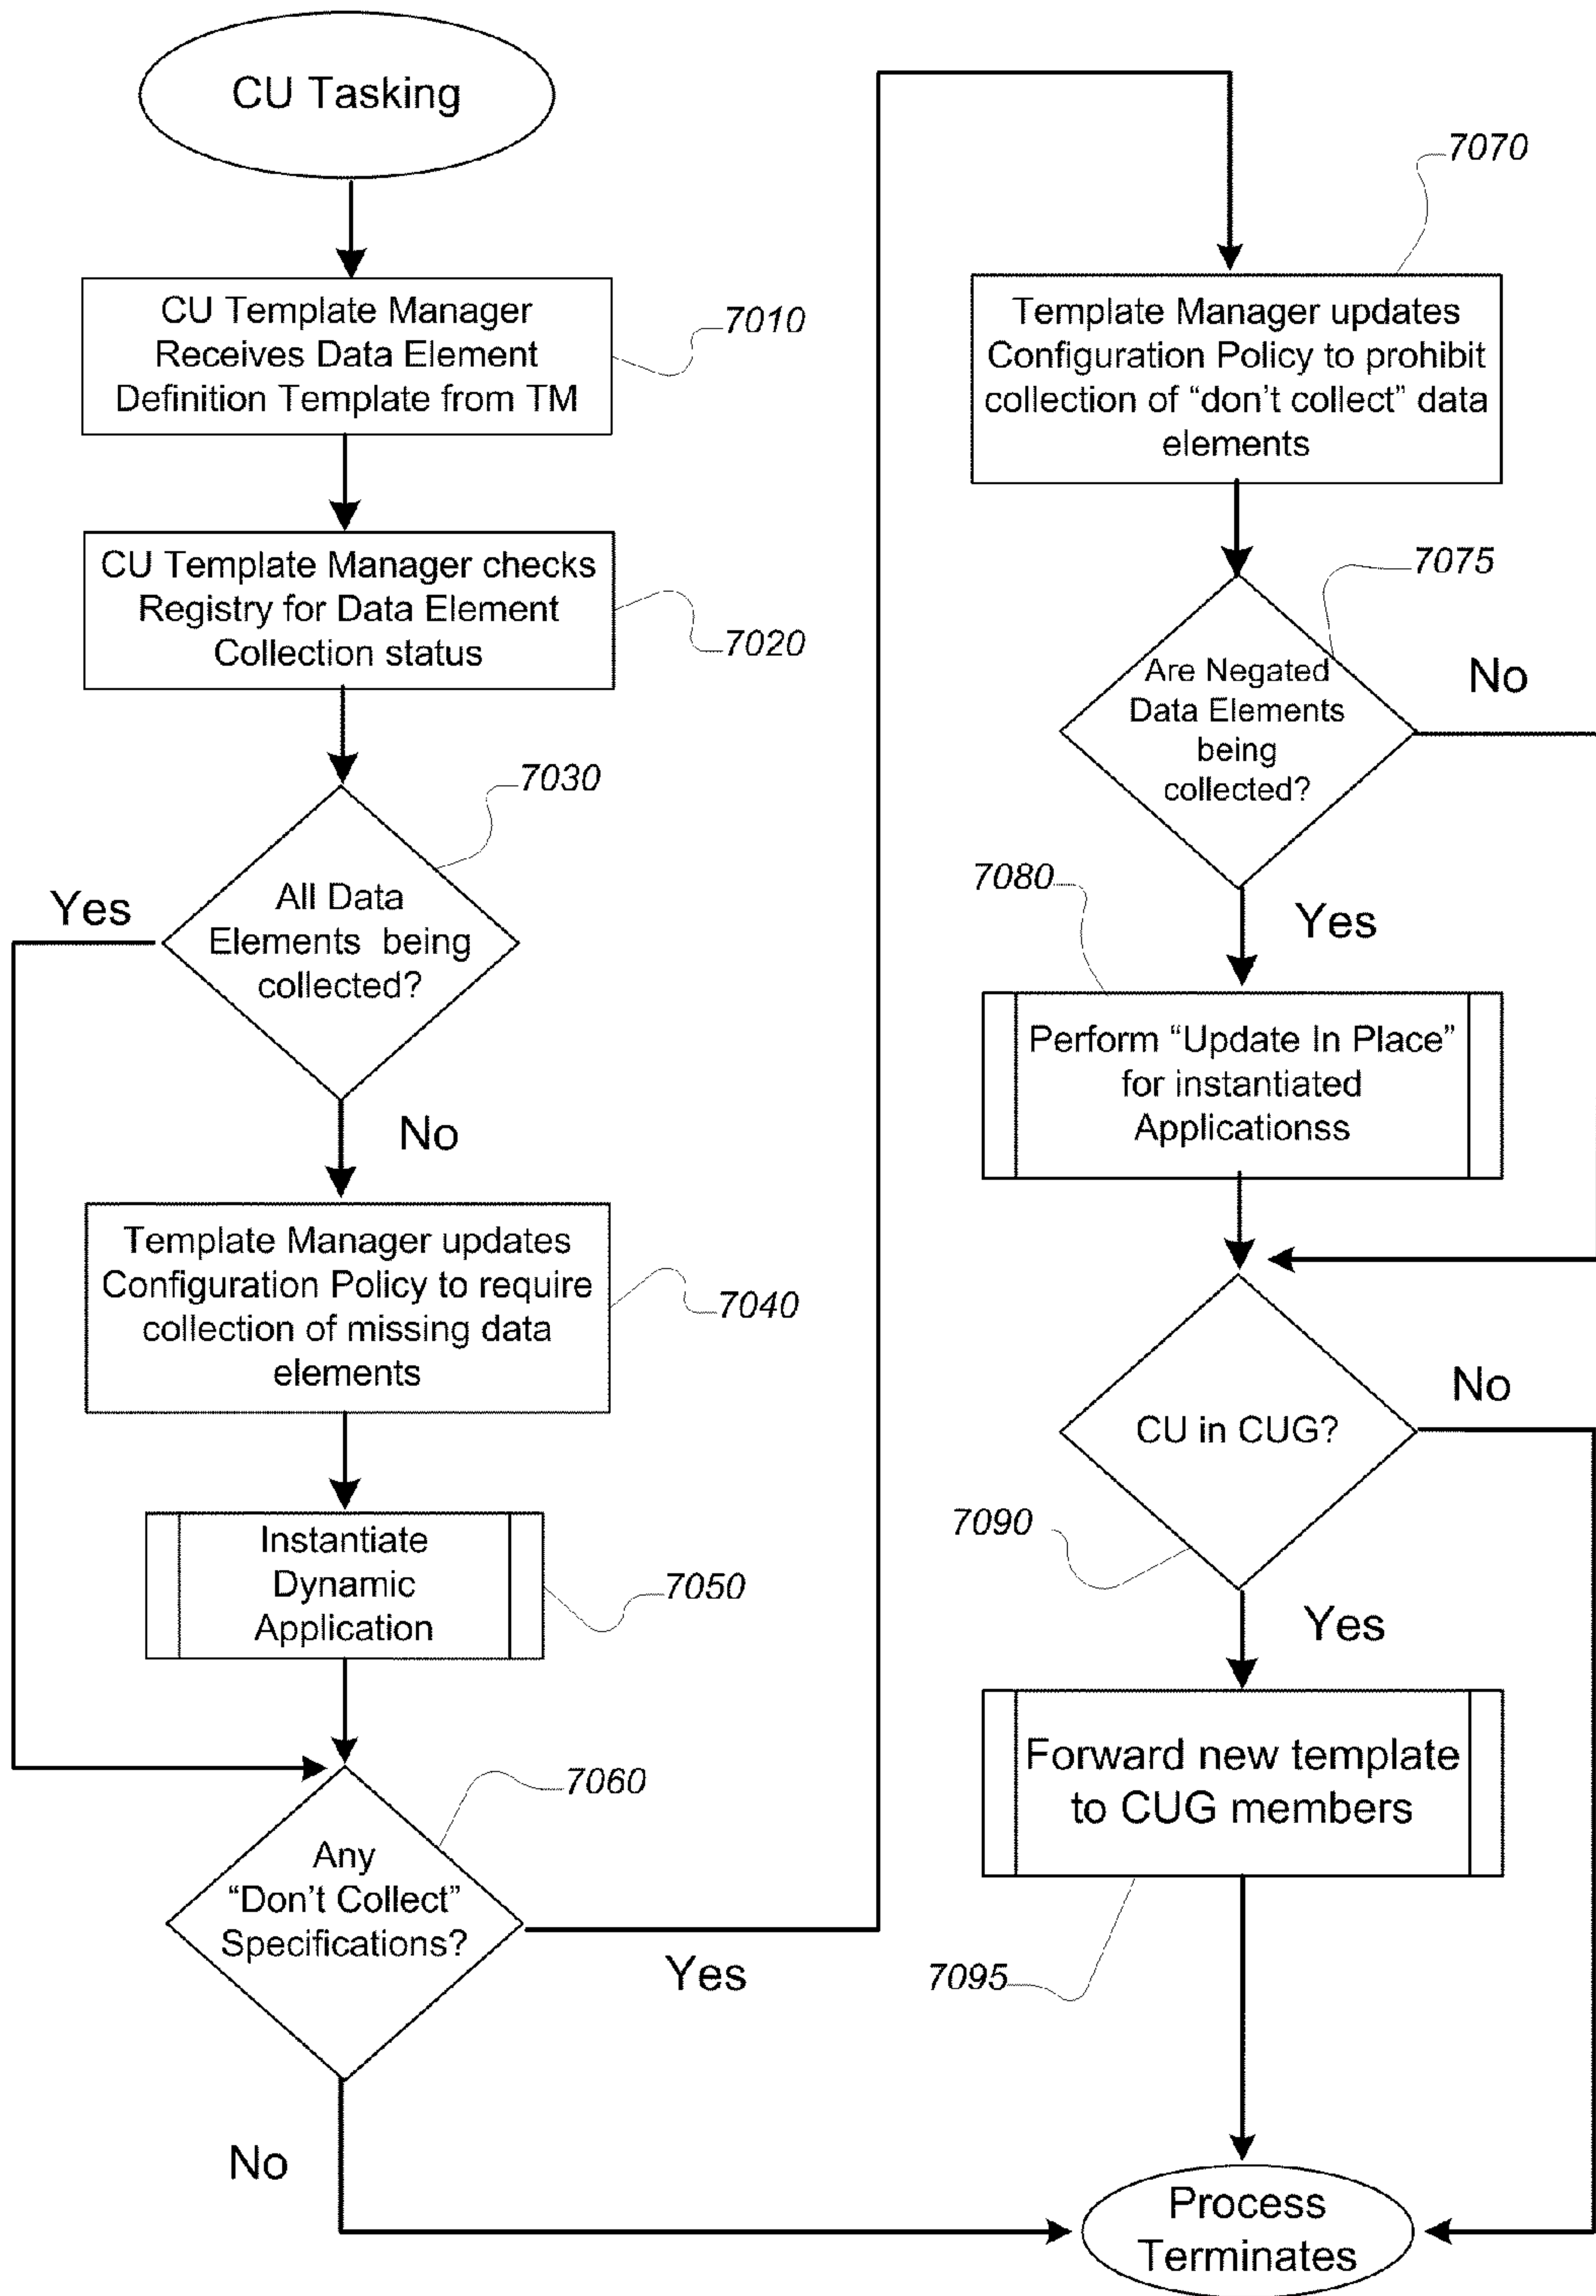 CU Tasking
CU Template Manager
Receives Data Element
Definition Template from TM
7010
CU Template Manager checks
Registry for Data Element
Collection status
7020
7030
All Data
Elements being
collected?
Yes
No
Template Manager updates
Configuration Policy to require
collection of missing data
elements
7040
Instantiate
Dynamic
Application
7050
7060
Any
“Don’t Collect”
Specifications?
Yes
No
7070
Template Manager updates
Configuration Policy to prohibit
collection of “don’t collect” data
elements
7075
Are Negated
Data Elements
being
collected?
No
7080
Yes
Perform “Update In Place”
for instantiated
Applicationss
CU in CUG?
No
7090
Yes
Forward new template
to CUG members
7095
Process
Terminates